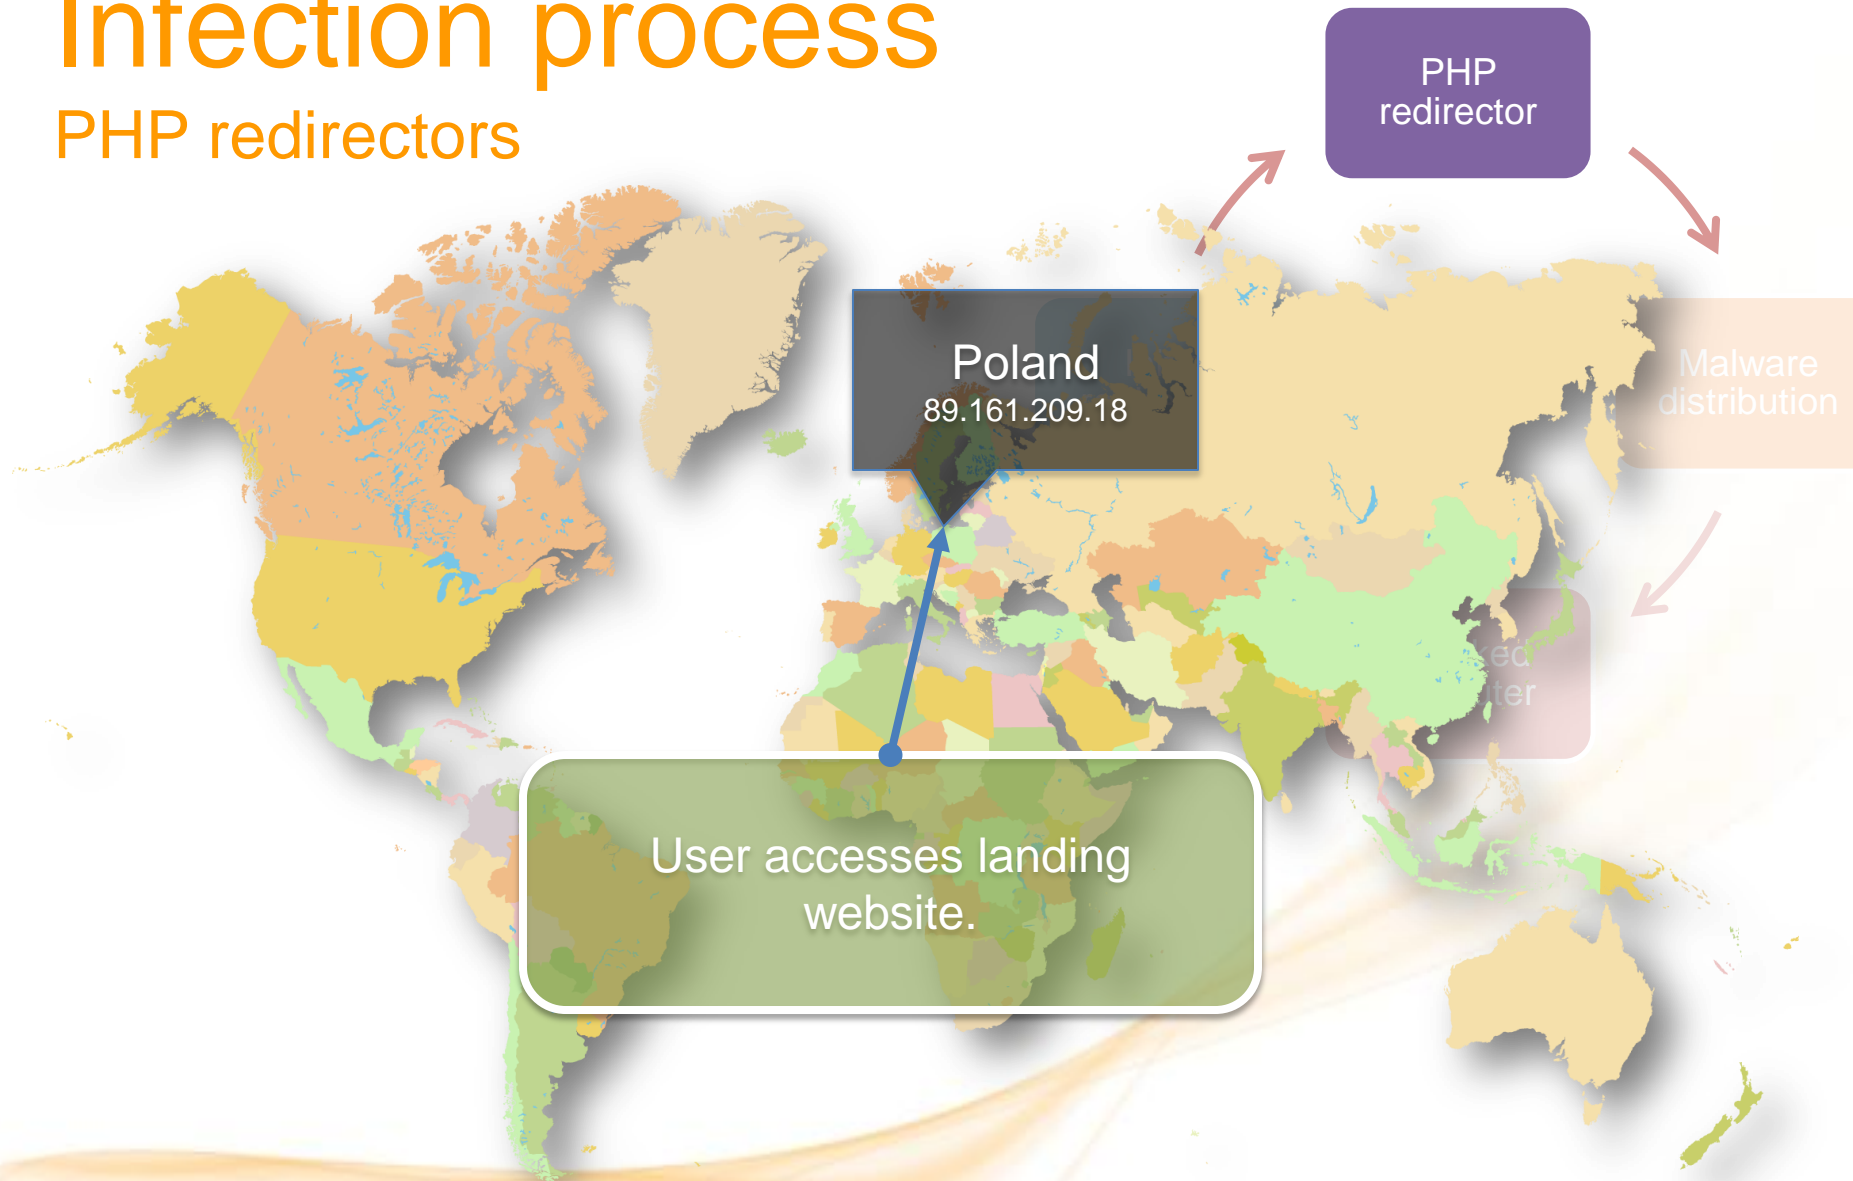 Infection process
PHP redirectors
PHP
redirector
Poland
89.161.209.18
Malware
distribution
User accesses landing
website.